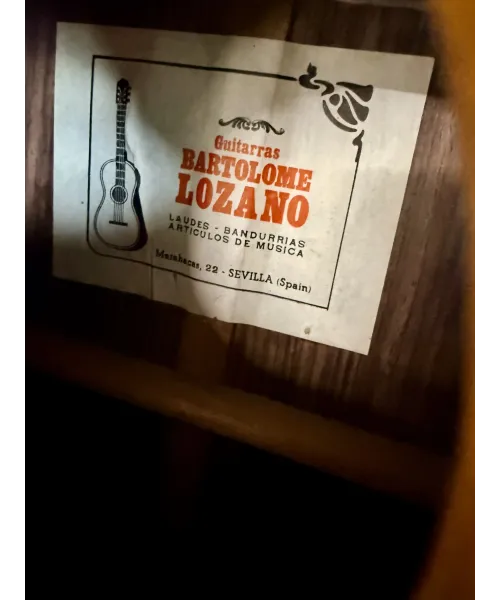 Guitarras
BARTOLOME
LOZANO
LAUDES - BANDURRIAS
ARTICULOS DE MUSICA
Matahacas, 22 - SEVILLA (Spain)